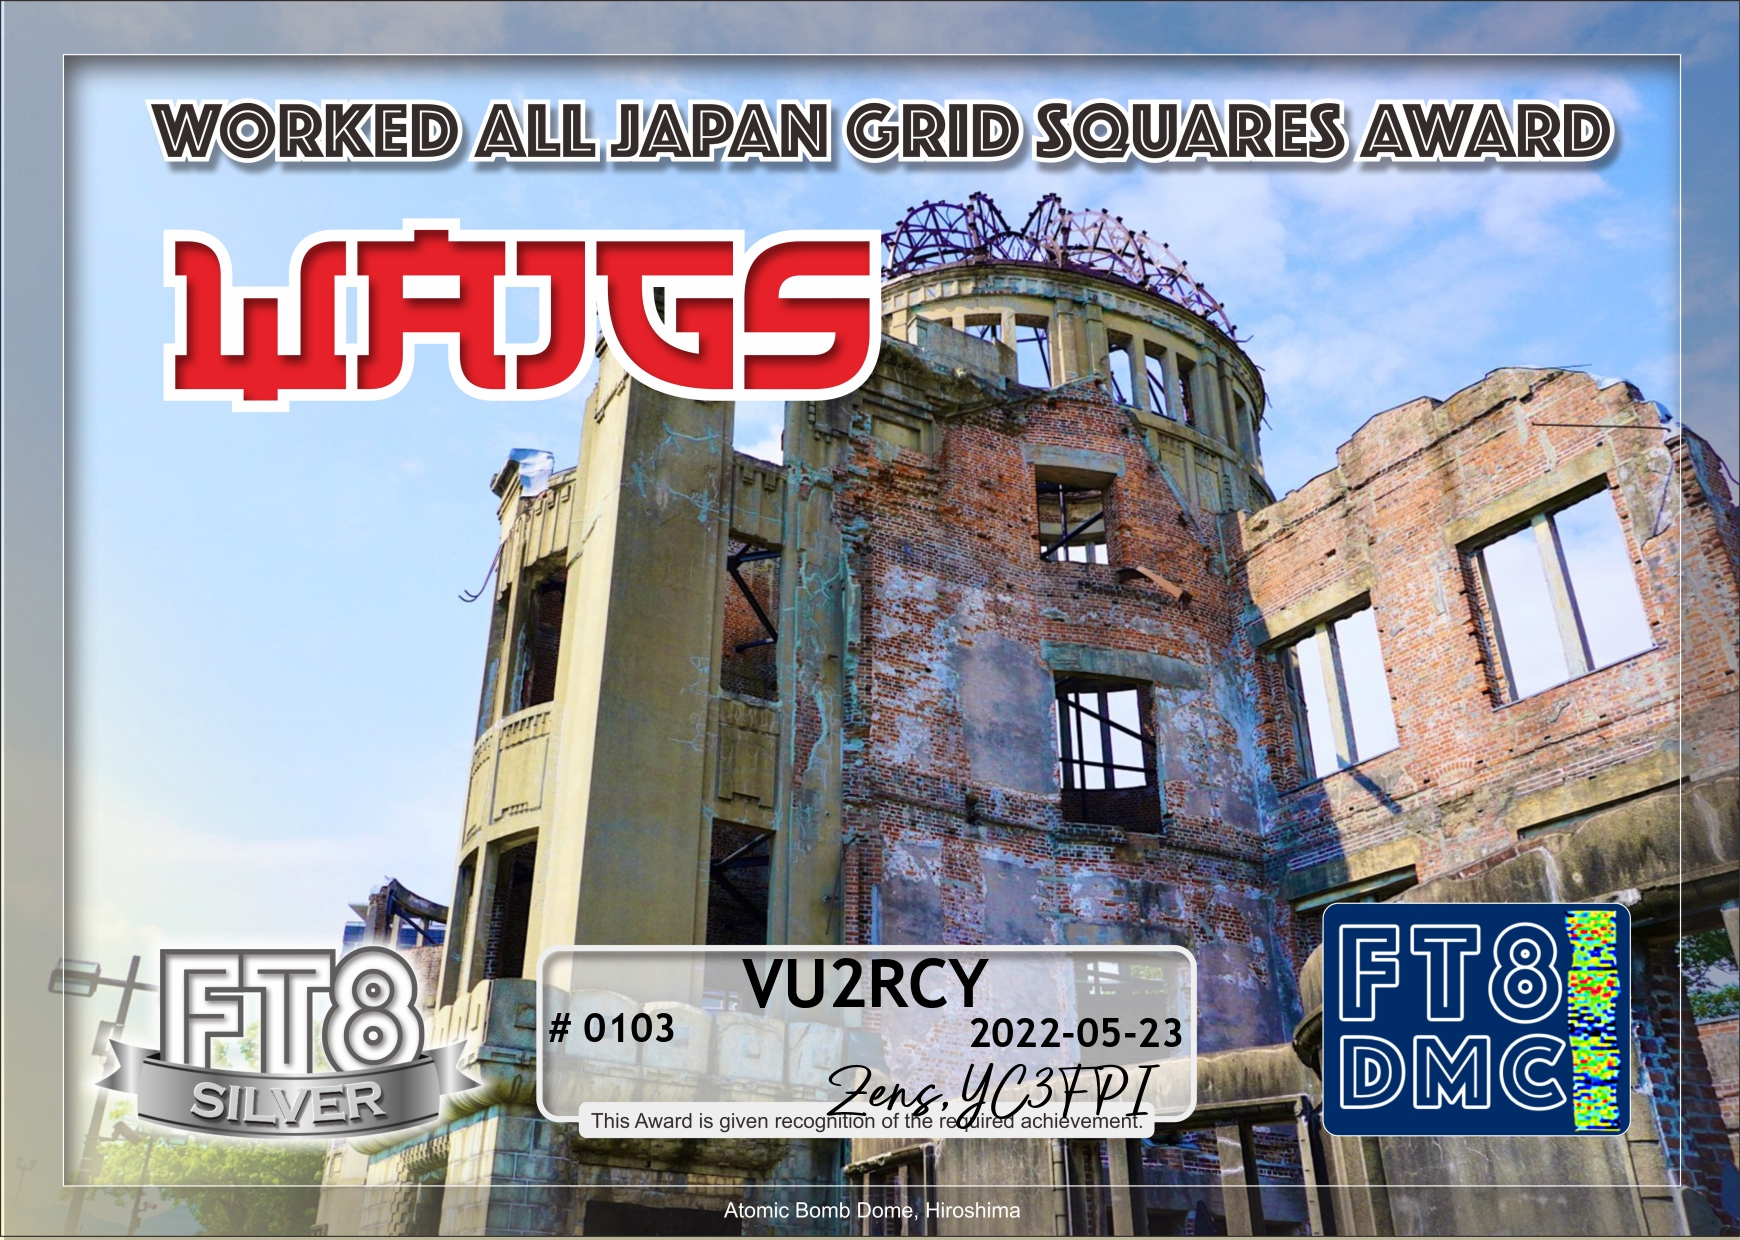 WORKED ALL JAPAN GRID SQUARES AWARD
WAJGS
FT8
SILVER
VU2RCY
# 0103
2022-05-23
Zens, YC3FPI
This Award is given recognition of the required achievement.
FT8
DMC
Atomic Bomb Dome, Hiroshima